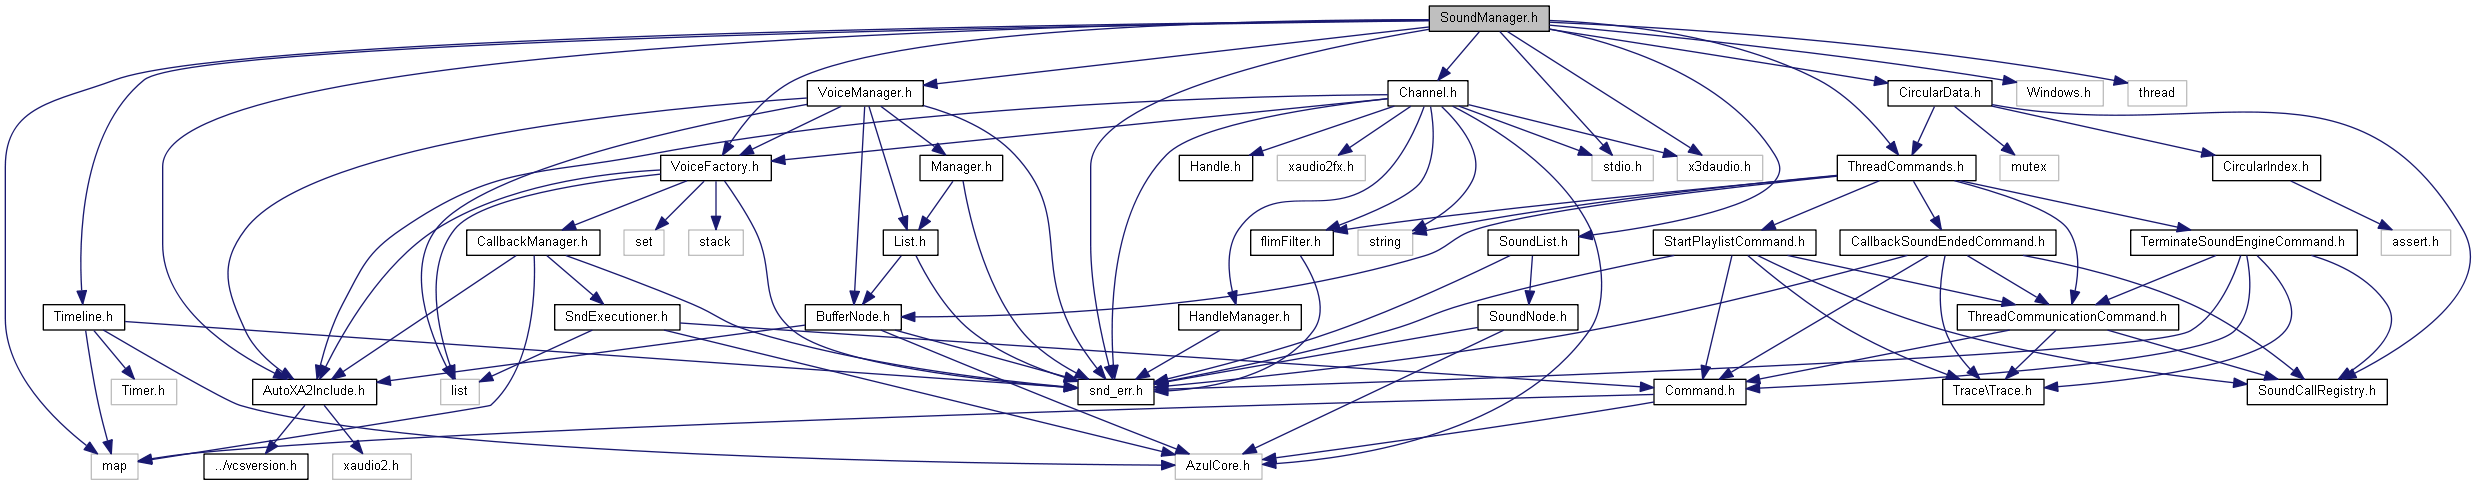 SoundManager.h
VoiceManager.h
Channel.h
CircularData.h
Windows.h
thread
VoiceFactory.h
Manager.h
Handle.h
xaudio2fx.h
stdio.h
x3daudio.h
ThreadCommands.h
mutex
CircularIndex.h
CallbackManager.h
set
stack
List.h
flimFilter.h
string
SoundList.h
StartPlaylistCommand.h
CallbackSoundEndedCommand.h
TerminateSoundEngineCommand.h
assert.h
Timeline.h
SndExecutioner.h
BufferNode.h
HandleManager.h
SoundNode.h
ThreadCommunicationCommand.h
Timer.h
AutoXA2Include.h
list
snd_err.h
Command.h
Trace\Trace.h
SoundCallRegistry.h
map
../vcsversion.h
xaudio2.h
AzulCore.h